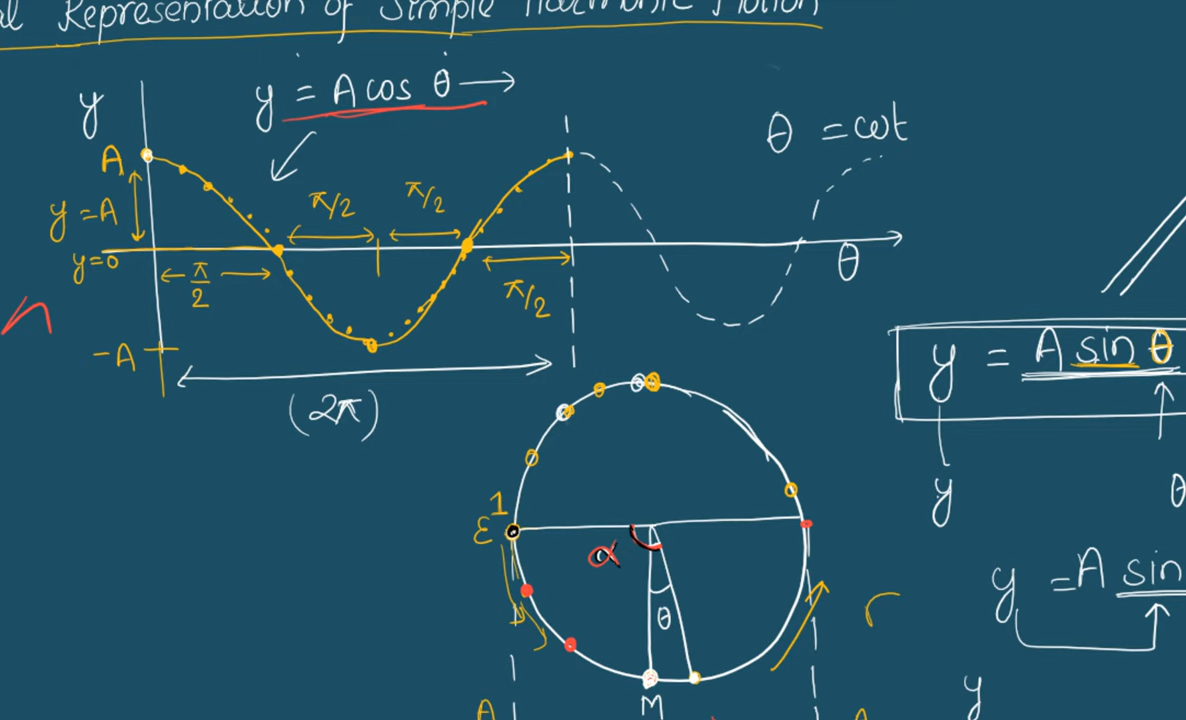 Representation of Simple Harmonic Motion
y
y = A cos θ →
θ = ωt
A
y = A
y=0
π/2
π/2
π/2
π/2
θ
-A
(2π)
y = A sin θ
y
θ
1
ε
α
θ
y = A sin
M
y
A